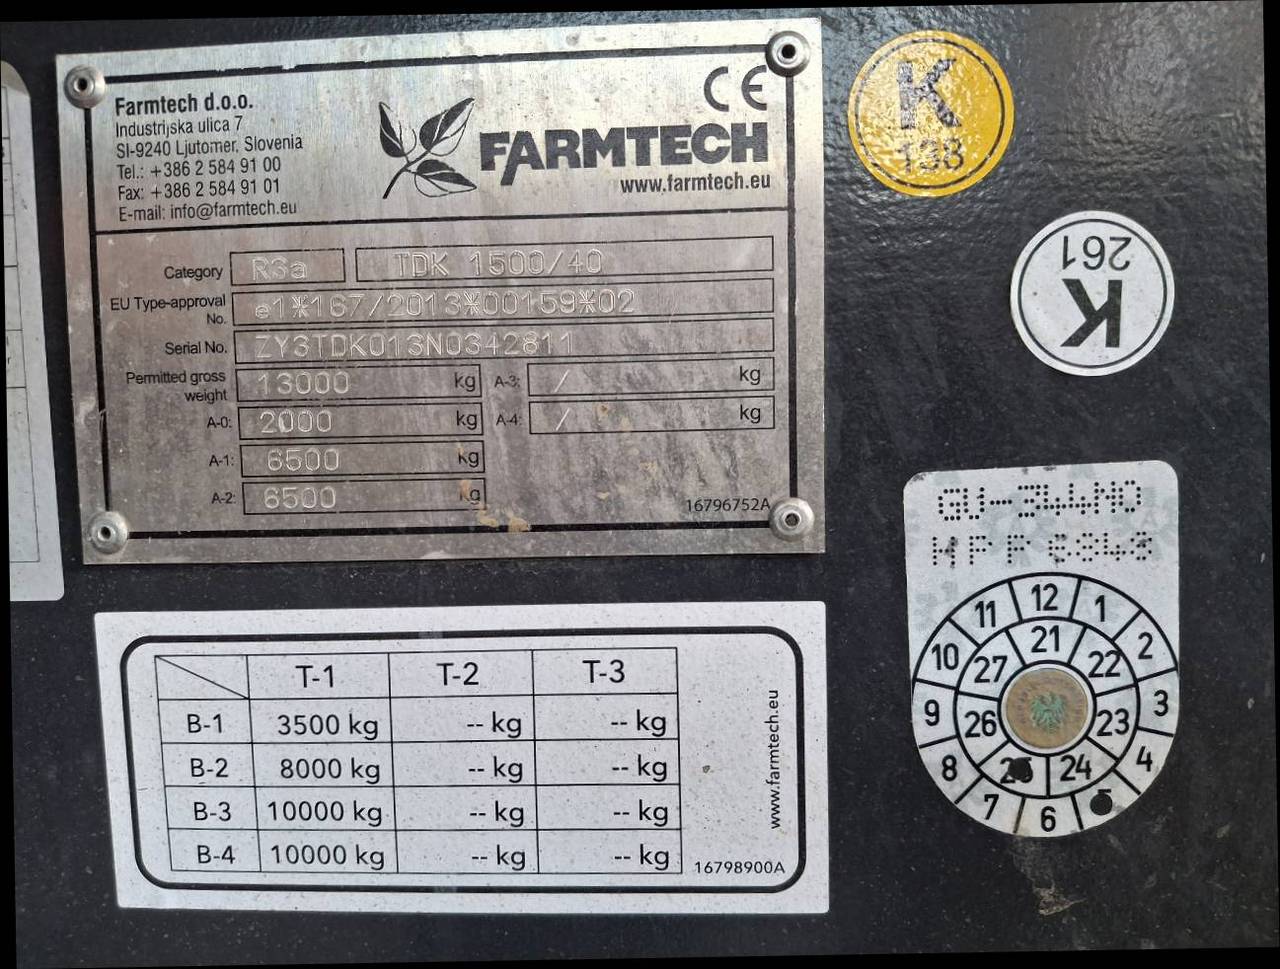 Farmtech d.o.o.
Industrijska ulica 7
SI-9240 Ljutomer, Slovenia
Tel.: +386 2 584 91 00
Fax: +386 2 584 91 01
E-mail: info@farmtech.eu
CE
FARMTECH
www.farmtech.eu
Category R3a TDK 1500/40
EU Type-approval No. e1*167/2013*00159*02
Serial No. ZY3TDK013N0342811
Permitted gross weight 13000 kg A-3: / kg
A-0: 2000 kg A-4: / kg
A-1: 6500 kg
A-2: 6500 kg
16796752A
T-1 T-2 T-3
B-1 3500 kg -- kg -- kg
B-2 8000 kg -- kg -- kg
B-3 10000 kg -- kg -- kg
B-4 10000 kg -- kg -- kg
www.farmtech.eu
16798900A
K
138
K
261
GU-344MO
12
1
2
3
4
6
7
8
9
10
11
21
22
23
24
26
27